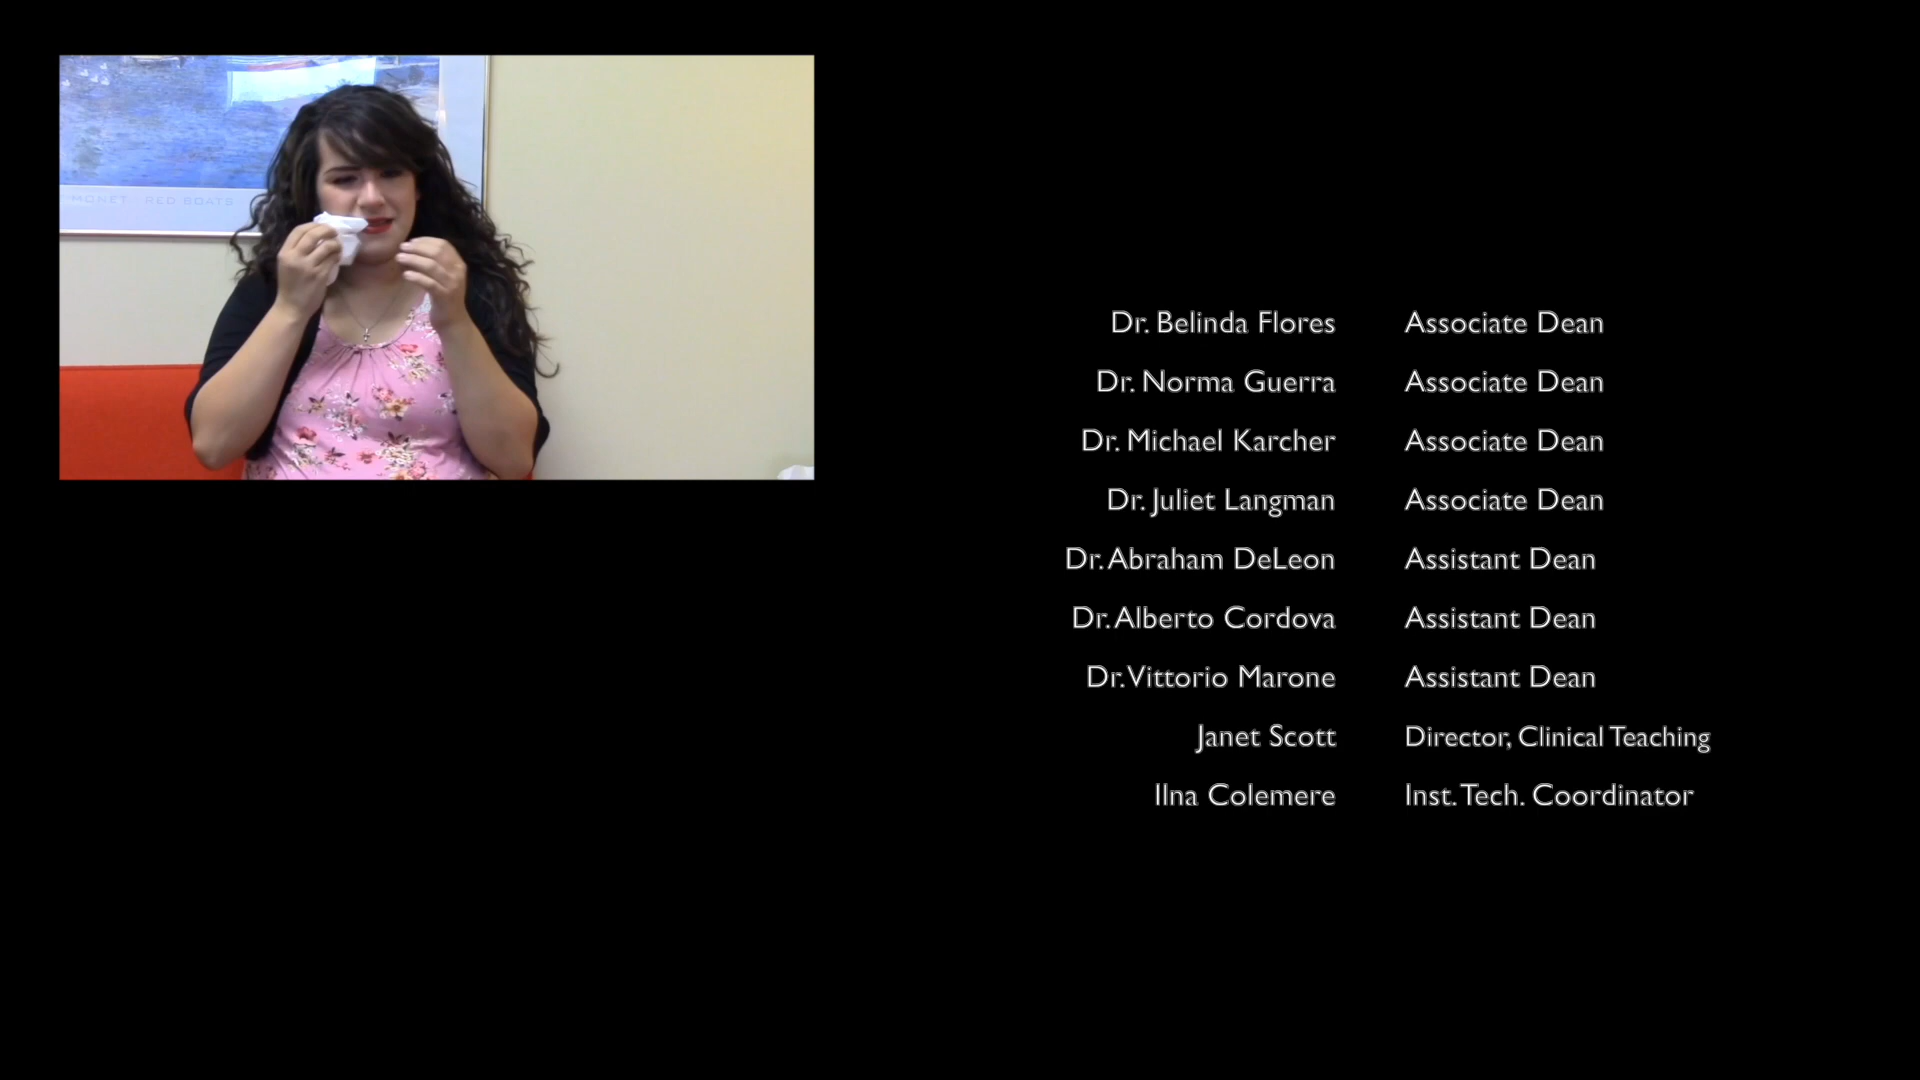 MONET RED BOATS
Dr. Belinda Flores Associate Dean
Dr. Norma Guerra Associate Dean
Dr. Michael Karcher Associate Dean
Dr. Juliet Langman Associate Dean
Dr. Abraham DeLeon Assistant Dean
Dr. Alberto Cordova Assistant Dean
Dr. Vittorio Marone Assistant Dean
Janet Scott Director, Clinical Teaching
Ilna Colemere Inst. Tech. Coordinator